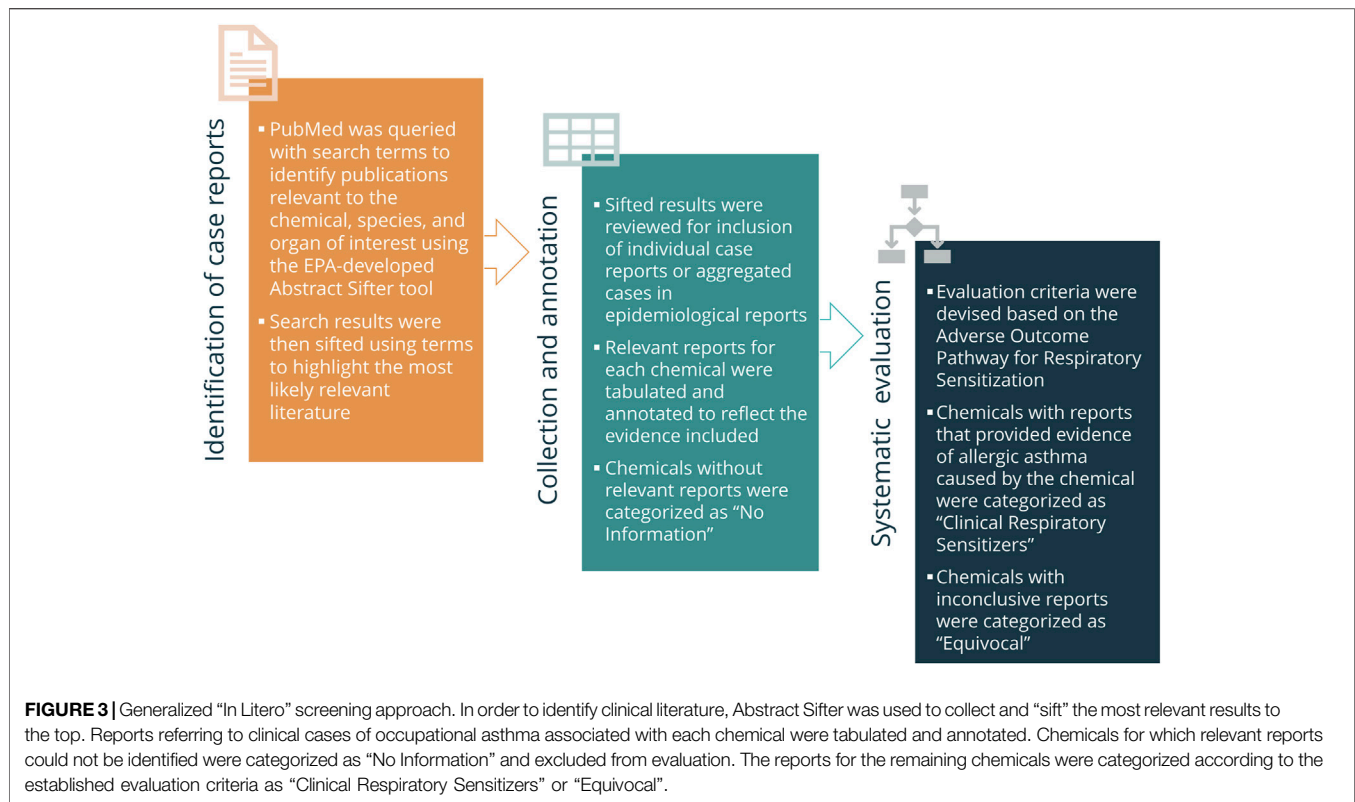 Identification of case reports
▪ PubMed was queried
with search terms to
identify publications
relevant to the
chemical, species, and
organ of interest using
the EPA-developed
Abstract Sifter tool
▪ Search results were
then sifted using terms
to highlight the most
likely relevant
literature
Collection and annotation
▪ Sifted results were
reviewed for inclusion
of individual case
reports or aggregated
cases in
epidemiological reports
▪ Relevant reports for
each chemical were
tabulated and
annotated to reflect the
evidence included
▪ Chemicals without
relevant reports were
categorized as “No
Information”
Systematic evaluation
▪ Evaluation criteria were
devised based on the
Adverse Outcome
Pathway for Respiratory
Sensitization
▪ Chemicals with reports
that provided evidence
of allergic asthma
caused by the chemical
were categorized as
“Clinical Respiratory
Sensitizers”
▪ Chemicals with
inconclusive reports
were categorized as
“Equivocal”
FIGURE 3 | Generalized “In Litero” screening approach. In order to identify clinical literature, Abstract Sifter was used to collect and “sift” the most relevant results to
the top. Reports referring to clinical cases of occupational asthma associated with each chemical were tabulated and annotated. Chemicals for which relevant reports
could not be identified were categorized as “No Information” and excluded from evaluation. The reports for the remaining chemicals were categorized according to the
established evaluation criteria as “Clinical Respiratory Sensitizers” or “Equivocal”.